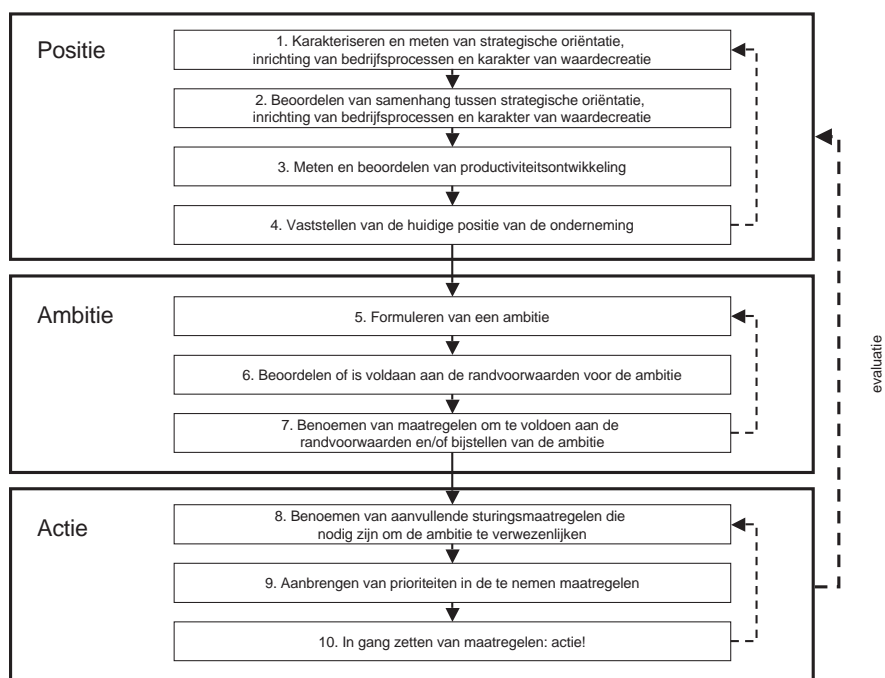 Positie
1. Karakteriseren en meten van strategische oriëntatie,
inrichting van bedrijfsprocessen en karakter van waardecreatie
2. Beoordelen van samenhang tussen strategische oriëntatie,
inrichting van bedrijfsprocessen en karakter van waardecreatie
3. Meten en beoordelen van productiviteitsontwikkeling
4. Vaststellen van de huidige positie van de onderneming
Ambitie
5. Formuleren van een ambitie
6. Beoordelen of is voldaan aan de randvoorwaarden voor de ambitie
7. Benoemen van maatregelen om te voldoen aan de
randvoorwaarden en/of bijstellen van de ambitie
evaluatie
Actie
8. Benoemen van aanvullende sturingsmaatregelen die
nodig zijn om de ambitie te verwezenlijken
9. Aanbrengen van prioriteiten in de te nemen maatregelen
10. In gang zetten van maatregelen: actie!